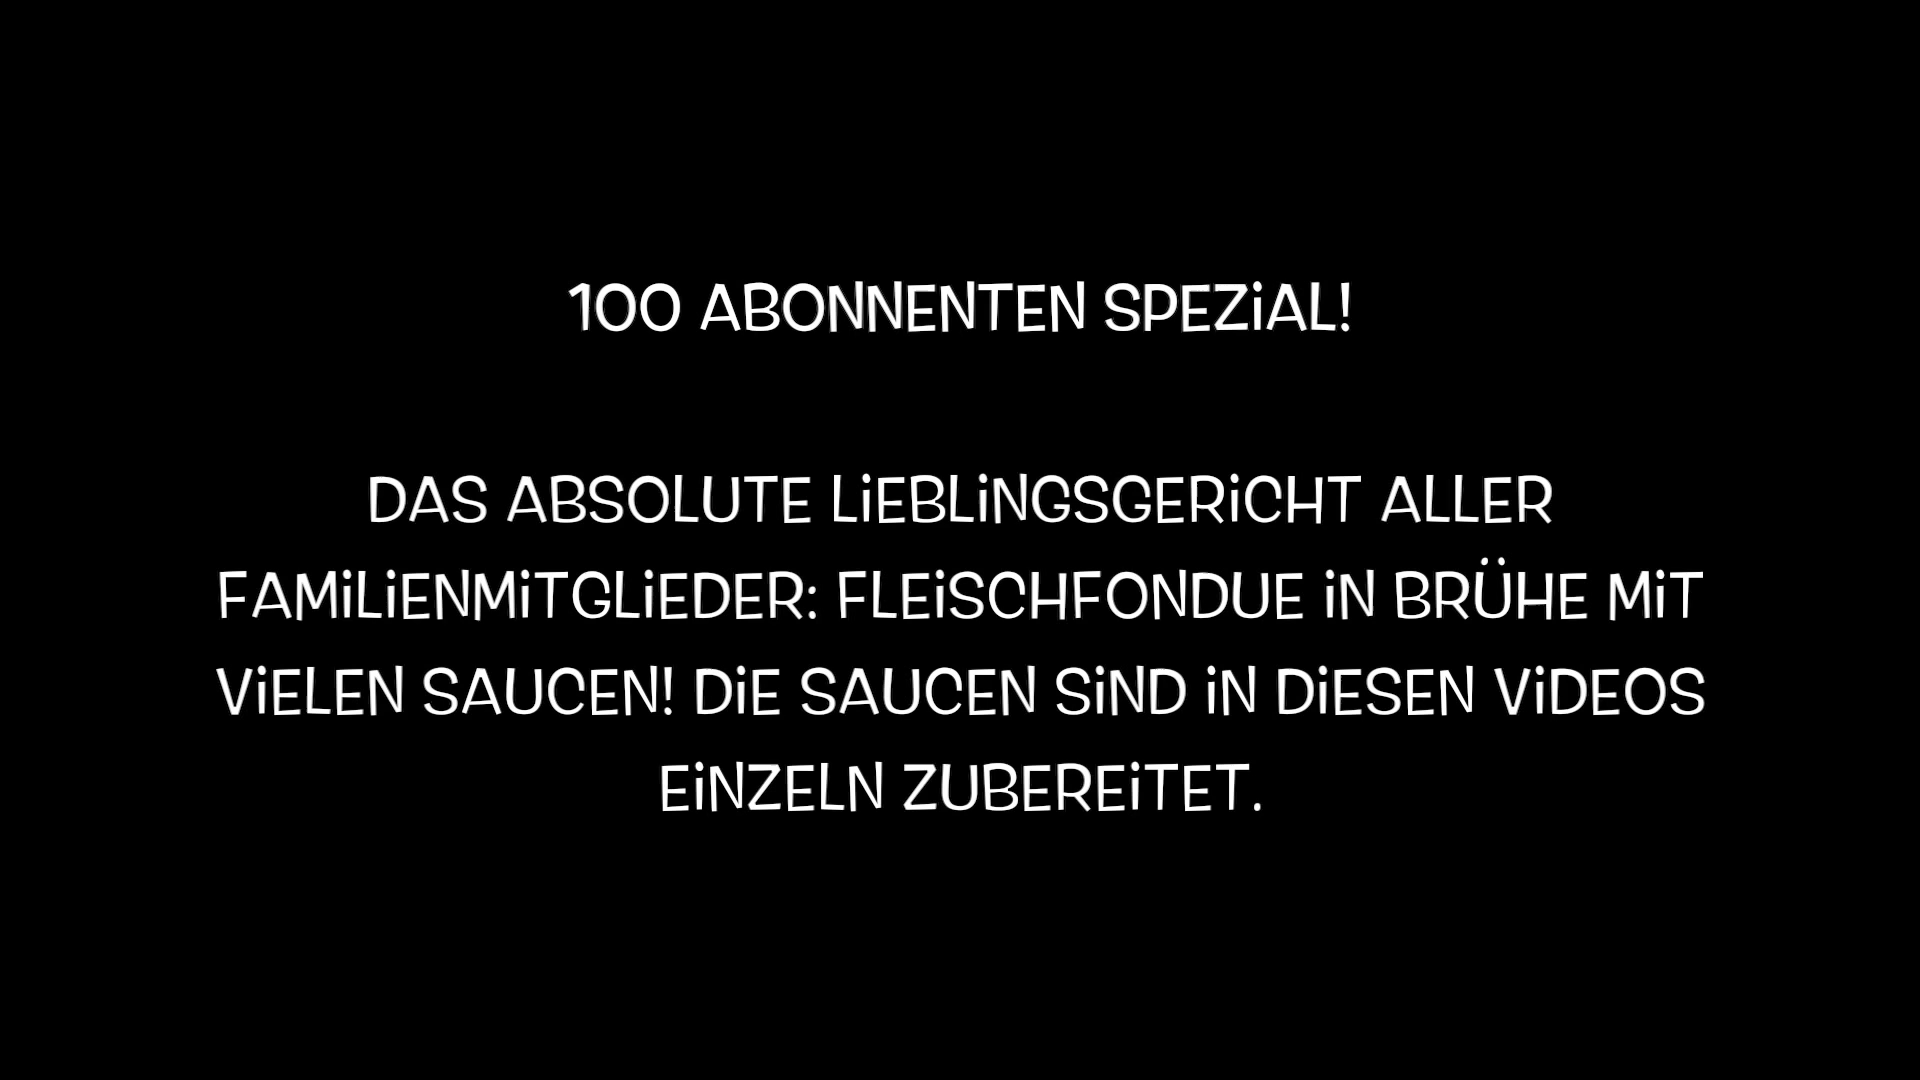 100 ABONNENTEN SPEZiAL!
DAS ABSOLUTE LiEBLiNGSGERiCHT ALLER
FAMiLiENMiTGLiEDER: FLEiSCHFONDUE iN BRÜHE MiT
ViELEN SAUCEN! DiE SAUCEN SiND iN DiESEN ViDEOS
EiNZELN ZUBEREiTET.